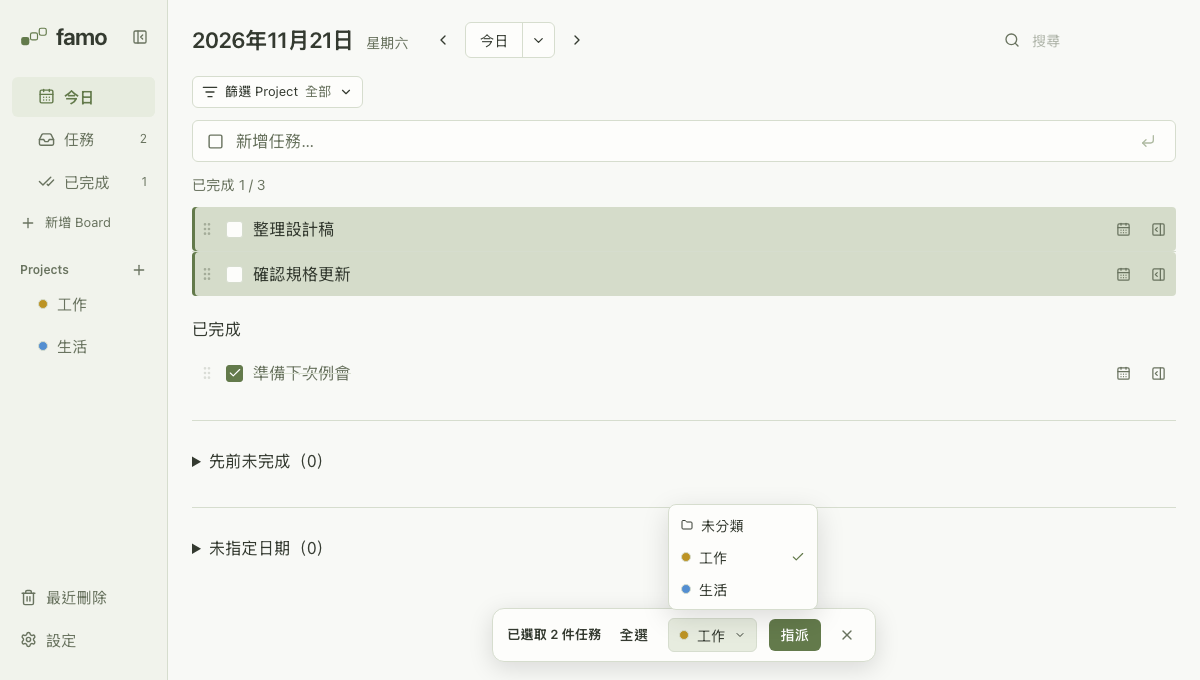 famo
今日
任務 2
已完成 1
新增 Board
Projects
工作
生活
最近刪除
設定
2026年11月21日 星期六 今日
搜尋
篩選 Project 全部
新增任務...
已完成 1 / 3
整理設計稿
確認規格更新
已完成
準備下次例會
先前未完成（0）
未指定日期（0）
未分類
工作
生活
已選取 2 件任務 全選 工作 指派